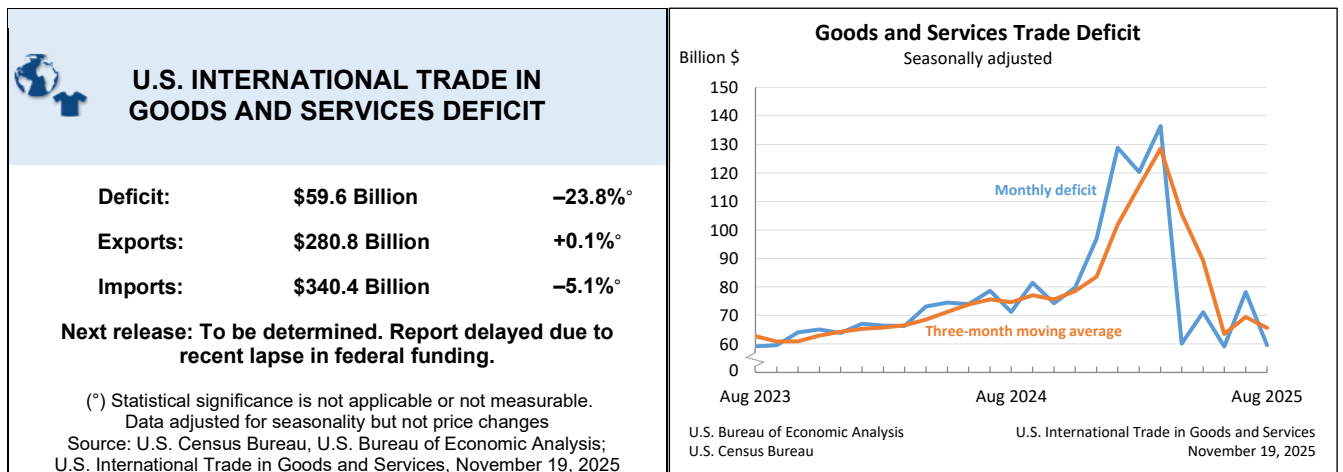 U.S. INTERNATIONAL TRADE IN
GOODS AND SERVICES DEFICIT
Deficit: $59.6 Billion –23.8%°
Exports: $280.8 Billion +0.1%°
Imports: $340.4 Billion –5.1%°
Next release: To be determined. Report delayed due to
recent lapse in federal funding.
(°) Statistical significance is not applicable or not measurable.
Data adjusted for seasonality but not price changes
Source: U.S. Census Bureau, U.S. Bureau of Economic Analysis;
U.S. International Trade in Goods and Services, November 19, 2025
Goods and Services Trade Deficit
Billion $
Seasonally adjusted
150
140
130
120
110
100
90
80
70
60
0
Monthly deficit
Three-month moving average
Aug 2023 Aug 2024 Aug 2025
U.S. Bureau of Economic Analysis U.S. International Trade in Goods and Services
U.S. Census Bureau November 19, 2025